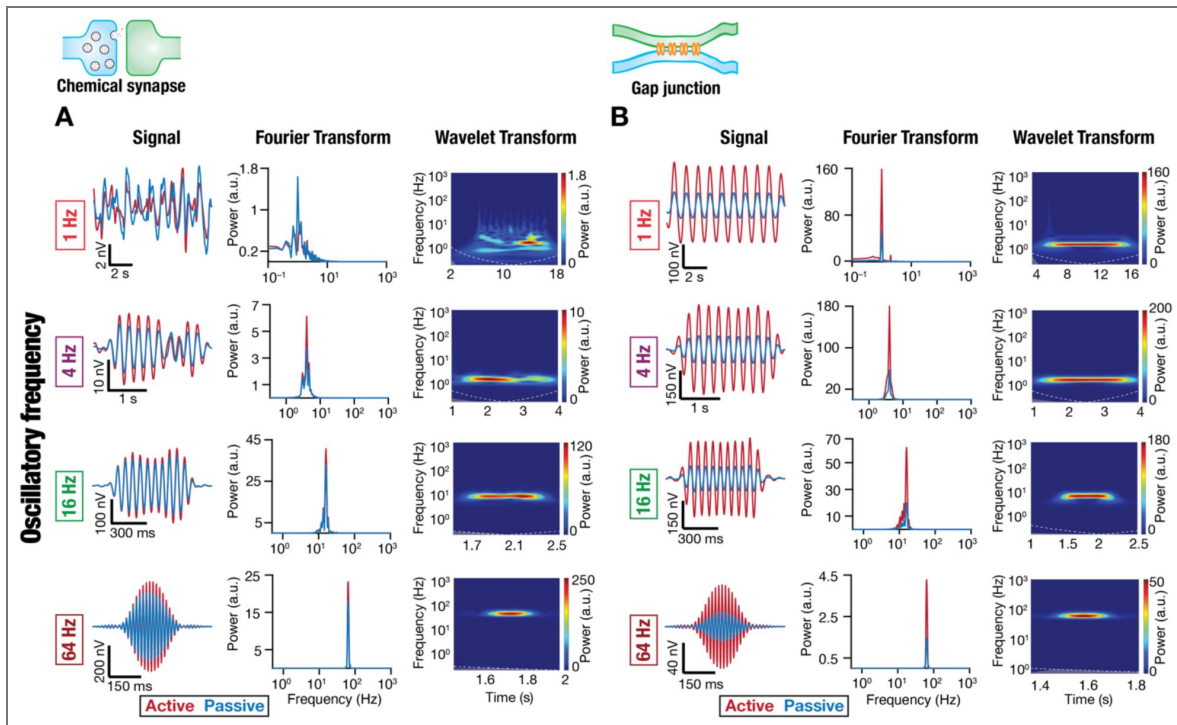 Chemical synapse
Gap junction
A
Signal
Fourier Transform
Wavelet Transform
B
Signal
Fourier Transform
Wavelet Transform
Oscillatory frequency
1 Hz
2 nV
2 s
Power (a.u.)
1.8
1
0.2
10⁻¹ 10¹ 10³
Frequency (Hz)
10³
10²
10¹
10⁰
2 10 18
1.8
0
Power (a.u.)
1 Hz
100 nV
2 s
Power (a.u.)
160
80
40
0
10⁻¹ 10¹ 10³
Frequency (Hz)
10³
10²
10¹
10⁰
4 8 12 16
160
0
Power (a.u.)
4 Hz
10 nV
1 s
Power (a.u.)
7
5
3
1
10⁰ 10¹ 10² 10³
Frequency (Hz)
10³
10²
10¹
10⁰
1 2 3 4
10
0
Power (a.u.)
4 Hz
150 nV
1 s
Power (a.u.)
180
100
20
10⁰ 10¹ 10² 10³
Frequency (Hz)
10³
10²
10¹
10⁰
1 2 3 4
200
0
Power (a.u.)
16 Hz
100 nV
300 ms
Power (a.u.)
45
25
5
10⁰ 10¹ 10² 10³
Frequency (Hz)
10³
10²
10¹
10⁰
1.7 2.1 2.5
120
0
Power (a.u.)
16 Hz
150 nV
300 ms
Power (a.u.)
70
50
30
10
10⁰ 10¹ 10² 10³
Frequency (Hz)
10³
10²
10¹
10⁰
1 1.5 2 2.5
180
0
Power (a.u.)
64 Hz
200 nV
150 ms
Power (a.u.)
25
15
5
10⁰ 10¹ 10² 10³
Frequency (Hz)
Frequency (Hz)
10³
10²
10¹
10⁰
1.4 1.6 1.8 2
Time (s)
250
0
Power (a.u.)
64 Hz
40 nV
150 ms
Power (a.u.)
4.5
2.5
0.5
10⁰ 10¹ 10² 10³
Frequency (Hz)
Frequency (Hz)
10³
10²
10¹
10⁰
1.4 1.6 1.8
Time (s)
50
0
Power (a.u.)
Active Passive
Active Passive